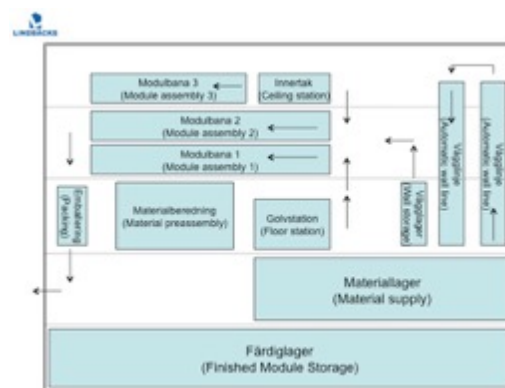 LINDBÄCKS
Modulbana 3
(Module assembly 3)
Innertak
(Ceiling station)
Modulbana 2
(Module assembly 2)
Modulbana 1
(Module assembly 1)
Vägglinje
(Automatic wall line)
Vägglinje
(Automatic wall line)
Emballering
(Packing)
Materialberedning
(Material preassembly)
Golvstation
(Floor station)
Vägglager
(Wall storage)
Materiallager
(Material supply)
Färdiglager
(Finished Module Storage)